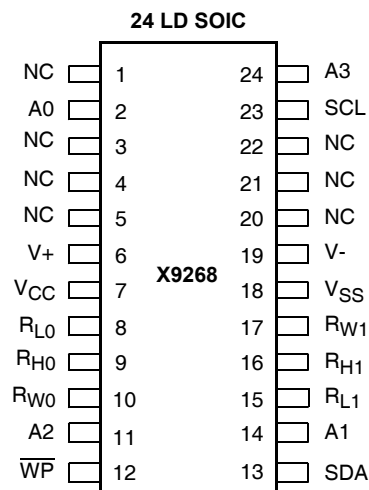 24 LD SOIC
NC 1 24 A3
A0 2 23 SCL
NC 3 22 NC
NC 4 21 NC
NC 5 20 NC
V+ 6 19 V-
X9268
VCC 7 18 VSS
RL0 8 17 RW1
RH0 9 16 RH1
RW0 10 15 RL1
A2 11 14 A1
WP 12 13 SDA